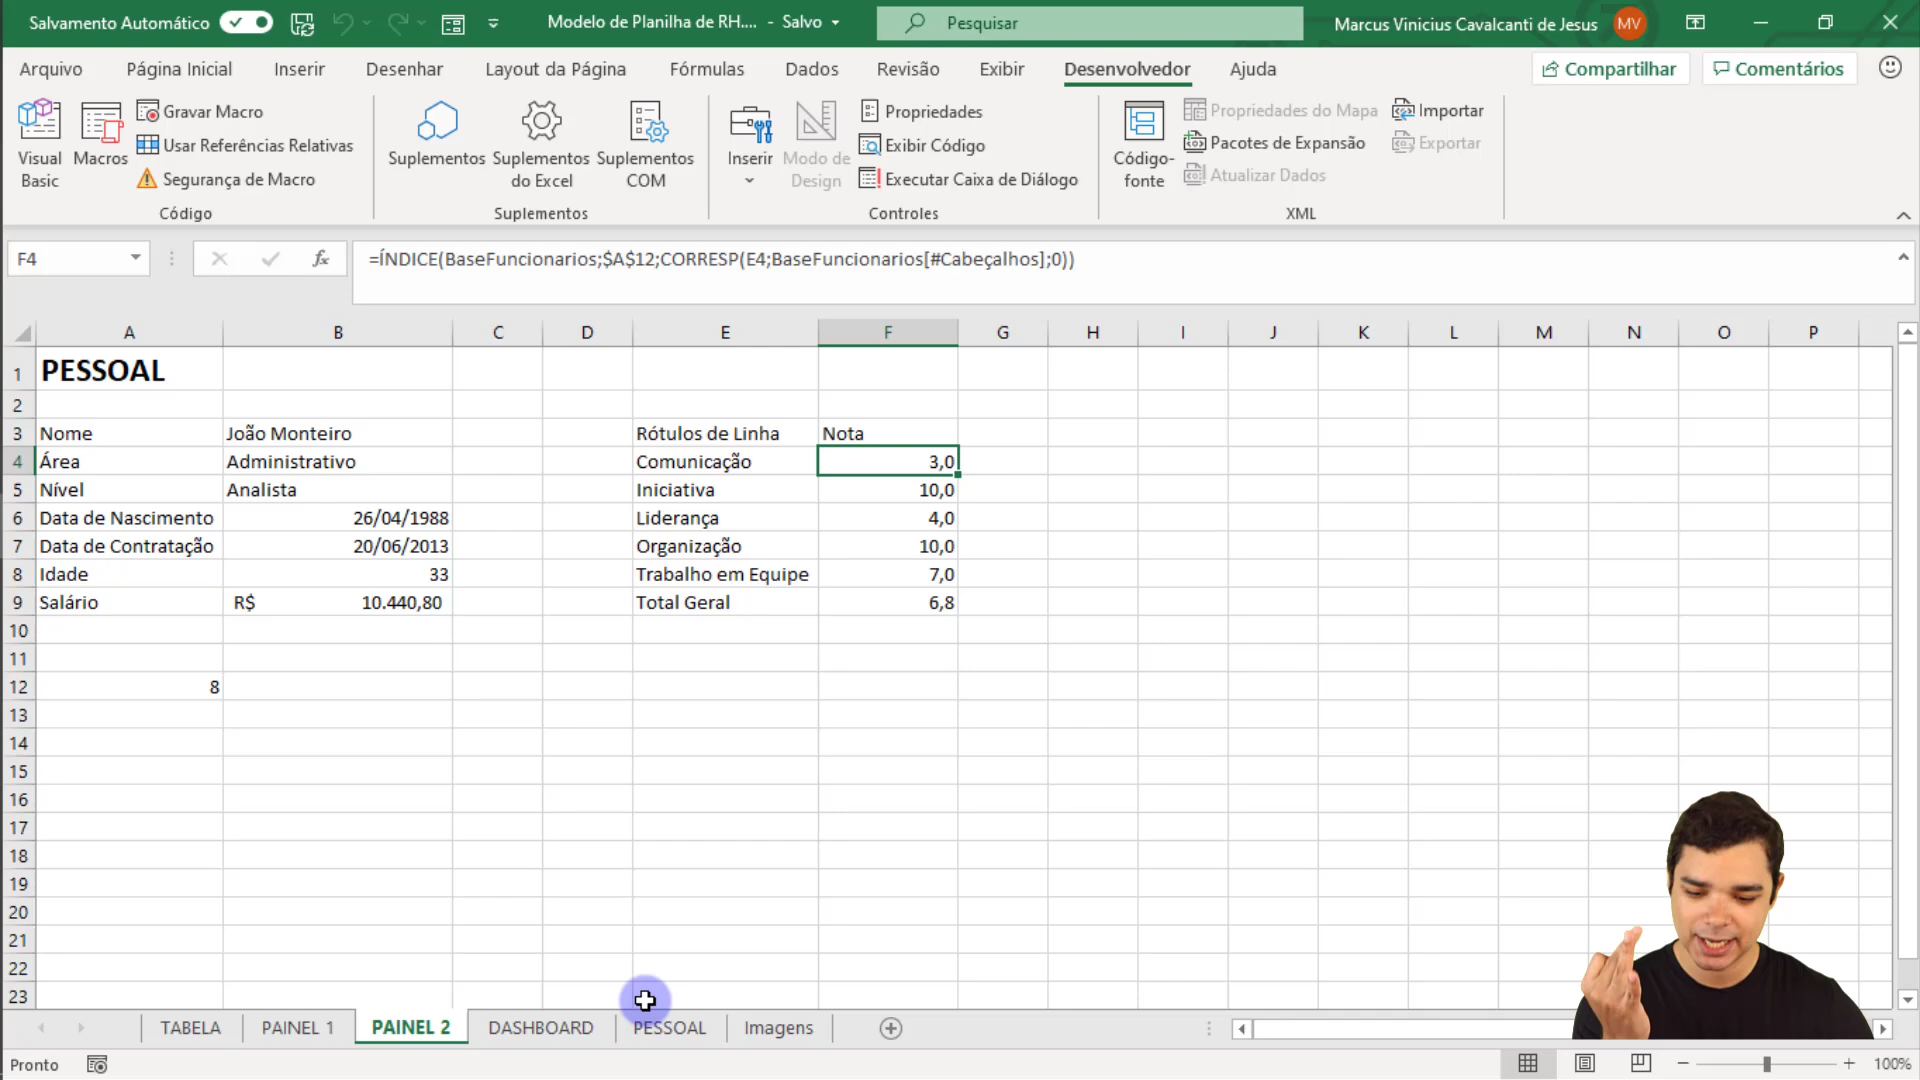 Salvamento Automático
Modelo de Planilha de RH.... - Salvo
Pesquisar
Marcus Vinicius Cavalcanti de Jesus
MV
Arquivo Página Inicial Inserir Desenhar Layout da Página Fórmulas Dados Revisão Exibir Desenvolvedor Ajuda
Compartilhar
Comentários
Visual Basic
Macros
Gravar Macro
Usar Referências Relativas
Segurança de Macro
Código
Suplementos
Suplementos do Excel
Suplementos COM
Suplementos
Inserir
Modo de Design
Propriedades
Exibir Código
Executar Caixa de Diálogo
Controles
Código-fonte
Propriedades do Mapa
Pacotes de Expansão
Atualizar Dados
Importar
Exportar
XML
F4
fx
=ÍNDICE(BaseFuncionarios;$A$12;CORRESP(E4;BaseFuncionarios[#Cabeçalhos];0))
A B C D E F G H I J K L M N O P
1 PESSOAL
2
3 Nome João Monteiro Rótulos de Linha Nota
4 Área Administrativo Comunicação 3,0
5 Nível Analista Iniciativa 10,0
6 Data de Nascimento 26/04/1988 Liderança 4,0
7 Data de Contratação 20/06/2013 Organização 10,0
8 Idade 33 Trabalho em Equipe 7,0
9 Salário R$ 10.440,80 Total Geral 6,8
10
11
12 8
13
14
15
16
17
18
19
20
21
22
23
TABELA PAINEL 1 PAINEL 2 DASHBOARD PESSOAL Imagens
Pronto
100%